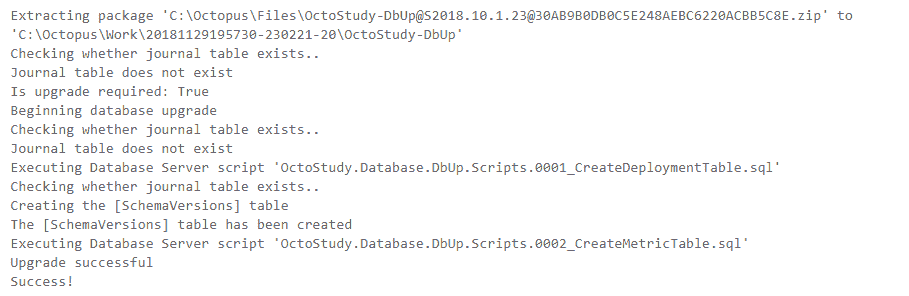 Extracting package 'C:\Octopus\Files\OctoStudy-DbUp@S2018.10.1.23@30AB9B0DB0C5E248AEBC6220ACBB5C8E.zip' to
'C:\Octopus\Work\20181129195730-230221-20\OctoStudy-DbUp'
Checking whether journal table exists..
Journal table does not exist
Is upgrade required: True
Beginning database upgrade
Checking whether journal table exists..
Journal table does not exist
Executing Database Server script 'OctoStudy.Database.DbUp.Scripts.0001_CreateDeploymentTable.sql'
Checking whether journal table exists..
Creating the [SchemaVersions] table
The [SchemaVersions] table has been created
Executing Database Server script 'OctoStudy.Database.DbUp.Scripts.0002_CreateMetricTable.sql'
Upgrade successful
Success!